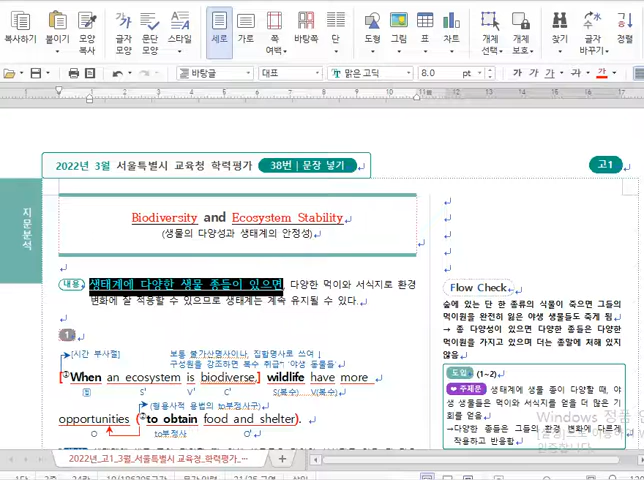 복사하기 붙이기 모양 복사 글자 모양 문단 모양 스타일 세로 가로 쪽 여백 바탕쪽 단 도형 그림 표 차트 개체 선택 개체 보호 찾기 글자 바꾸기 정렬
바탕글 대표 맑은 고딕 8.0 pt 가 가 가 가 가
2022년 3월 서울특별시 교육청 학력평가 38번 | 문장 넣기 고1
지문분석
Biodiversity and Ecosystem Stability
(생물의 다양성과 생태계의 안정성)
내용 생태계에 다양한 생물 종들이 있으면, 다양한 먹이와 서식지로 환경
변화에 잘 적응할 수 있으므로 생태계는 계속 유지될 수 있다.
1
[시간 부사절] 보통 불가산명사이나, 집합명사로 쓰여
구성원을 강조하면 복수 취급
[When an ecosystem is biodiverse,] wildlife have more
접 S' V' C' S(복수) V(복수)
(형용사적 용법의 to부정사구)
opportunities (to obtain food and shelter).
O to부정사 O'
Flow Check
숲에 있는 단 한 종류의 식물이 죽으면 그들의
먹이원을 완전히 잃은 야생 생물들도 죽게 됨
→ 종 다양성이 있으면 다양한 종들은 다양한
먹이원을 가지고 있으며 더는 종말에 처해 있지
않음
도입 (1~2)
주제문 생태계에 생물 종이 다양할 때, 야
생 생물들은 먹이와 서식지를 얻을 더 많은 기
회를 얻음
→다양한 종들은 그들의 환경 변화에 다르게
작용하고 반응함
Windows 정품
2022년_고1_3월_서울특별시 교육청_학력평가_...